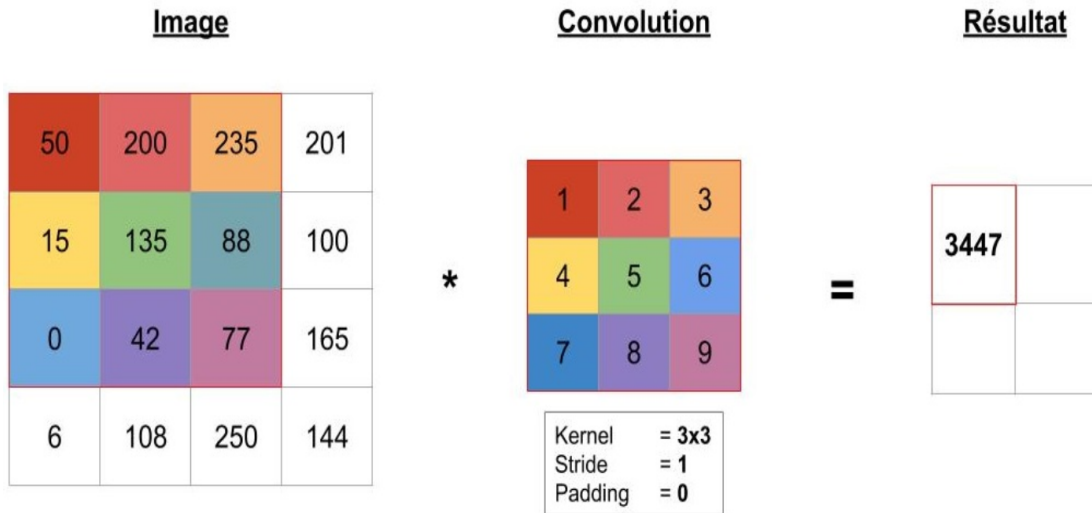 Image Convolution Résultat
50 200 235 201
15 135 88 100
0 42 77 165
6 108 250 144
*
1 2 3
4 5 6
7 8 9
=
3447
Kernel = 3x3
Stride = 1
Padding = 0